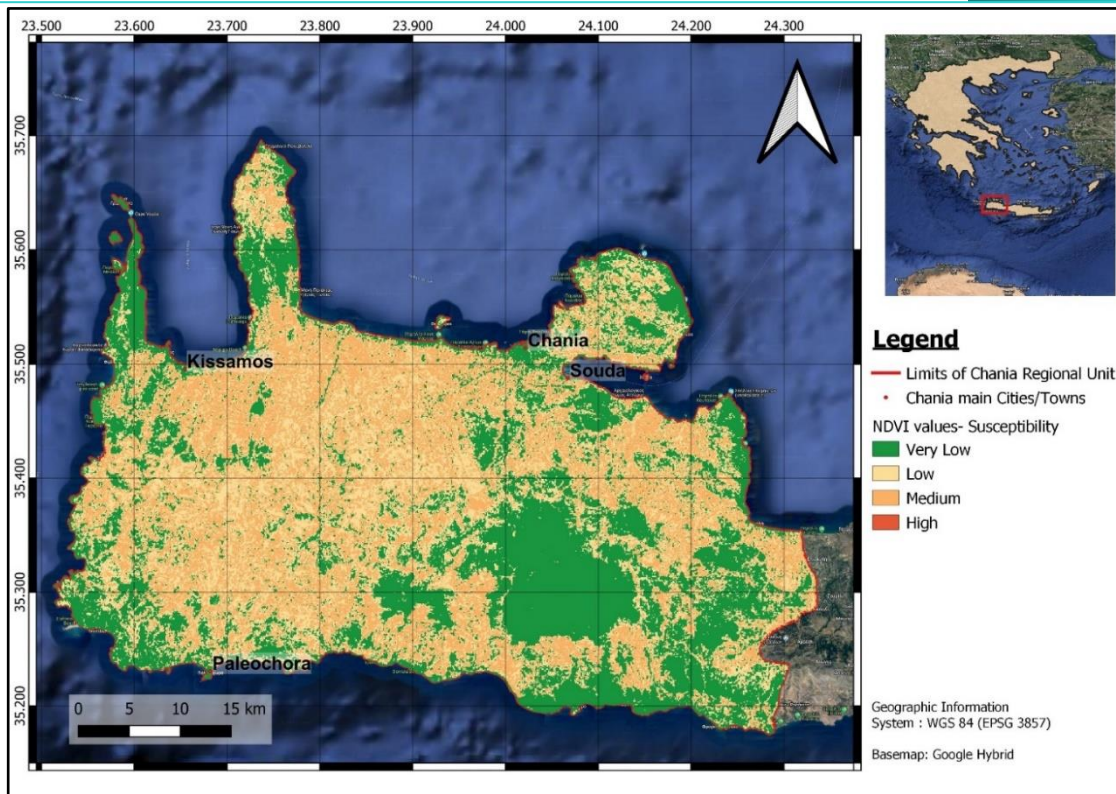 23.500 23.600 23.700 23.800 23.900 24.000 24.100 24.200 24.300
35.700
35.600
35.500
35.400
35.300
35.200
Chania
Kissamos
Souda
Paleochora
0 5 10 15 km
Legend
Limits of Chania Regional Unit
Chania main Cities/Towns
NDVI values- Susceptibility
Very Low
Low
Medium
High
Geographic Information
System : WGS 84 (EPSG 3857)
Basemap: Google Hybrid